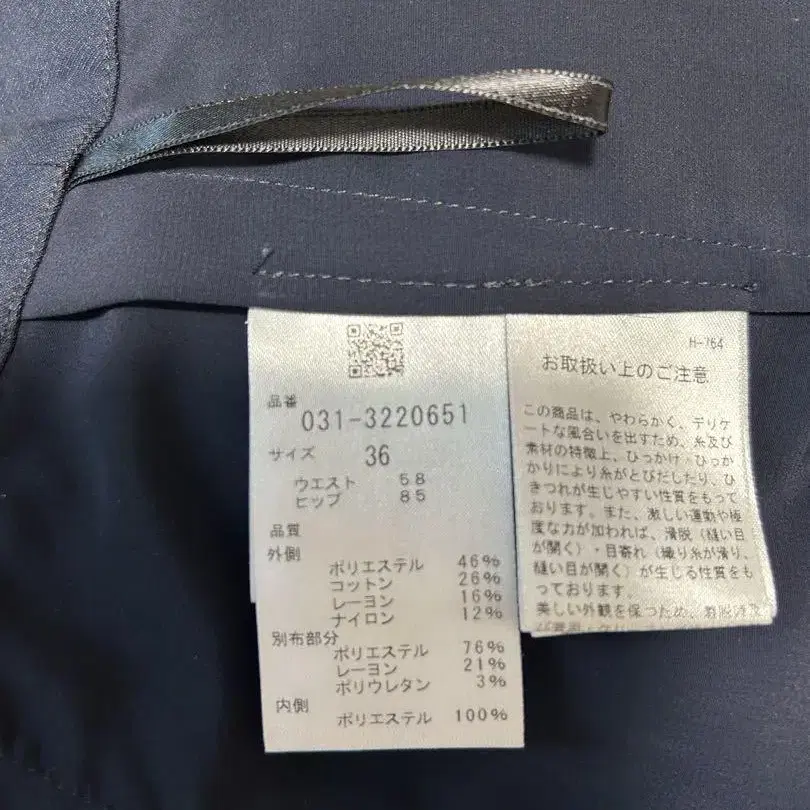 品番
031-3220651
サイズ 36
ウエスト 58
ヒップ 85
品質
外側
ポリエステル 46%
コットン 26%
レーヨン 16%
ナイロン 12%
別布部分
ポリエステル 76%
レーヨン 21%
ポリウレタン 3%
内側
ポリエステル 100%
H-764
お取扱い上のご注意
この商品は、やわらかく、デリケ
ートな風合いを出すため、糸及び
素材の特徴上、ひっかけ・ひっか
かりにより糸がとびだしたり、ひ
きつれが生じやすい性質をもって
おります。また、激しい運動や極
度な力が加われば、滑脱(縫い目
が開く)・目寄れ(織り糸が滑り、
縫い目が開く)が生じる性質をも
っております。
美しい外観を保つため、